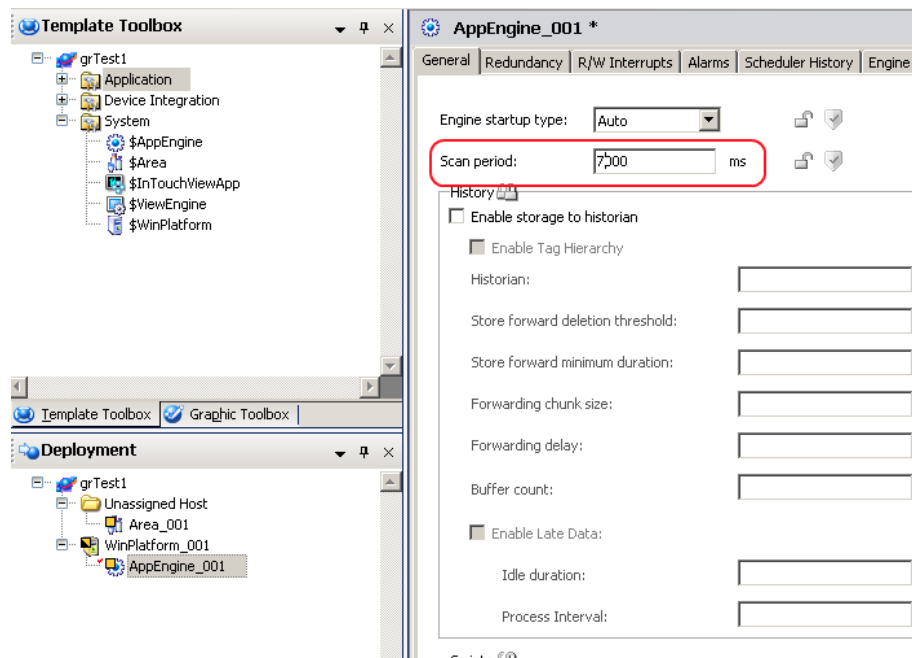 Template Toolbox
grTest1
Application
Device Integration
System
$AppEngine
$Area
$InTouchViewApp
$ViewEngine
$WinPlatform
Template Toolbox
Graphic Toolbox
Deployment
grTest1
Unassigned Host
Area_001
WinPlatform_001
AppEngine_001
AppEngine_001 *
General Redundancy R/W Interrupts Alarms Scheduler History Engine
Engine startup type: Auto
Scan period: 7000 ms
History
Enable storage to historian
Enable Tag Hierarchy
Historian:
Store forward deletion threshold:
Store forward minimum duration:
Forwarding chunk size:
Forwarding delay:
Buffer count:
Enable Late Data:
Idle duration:
Process Interval: